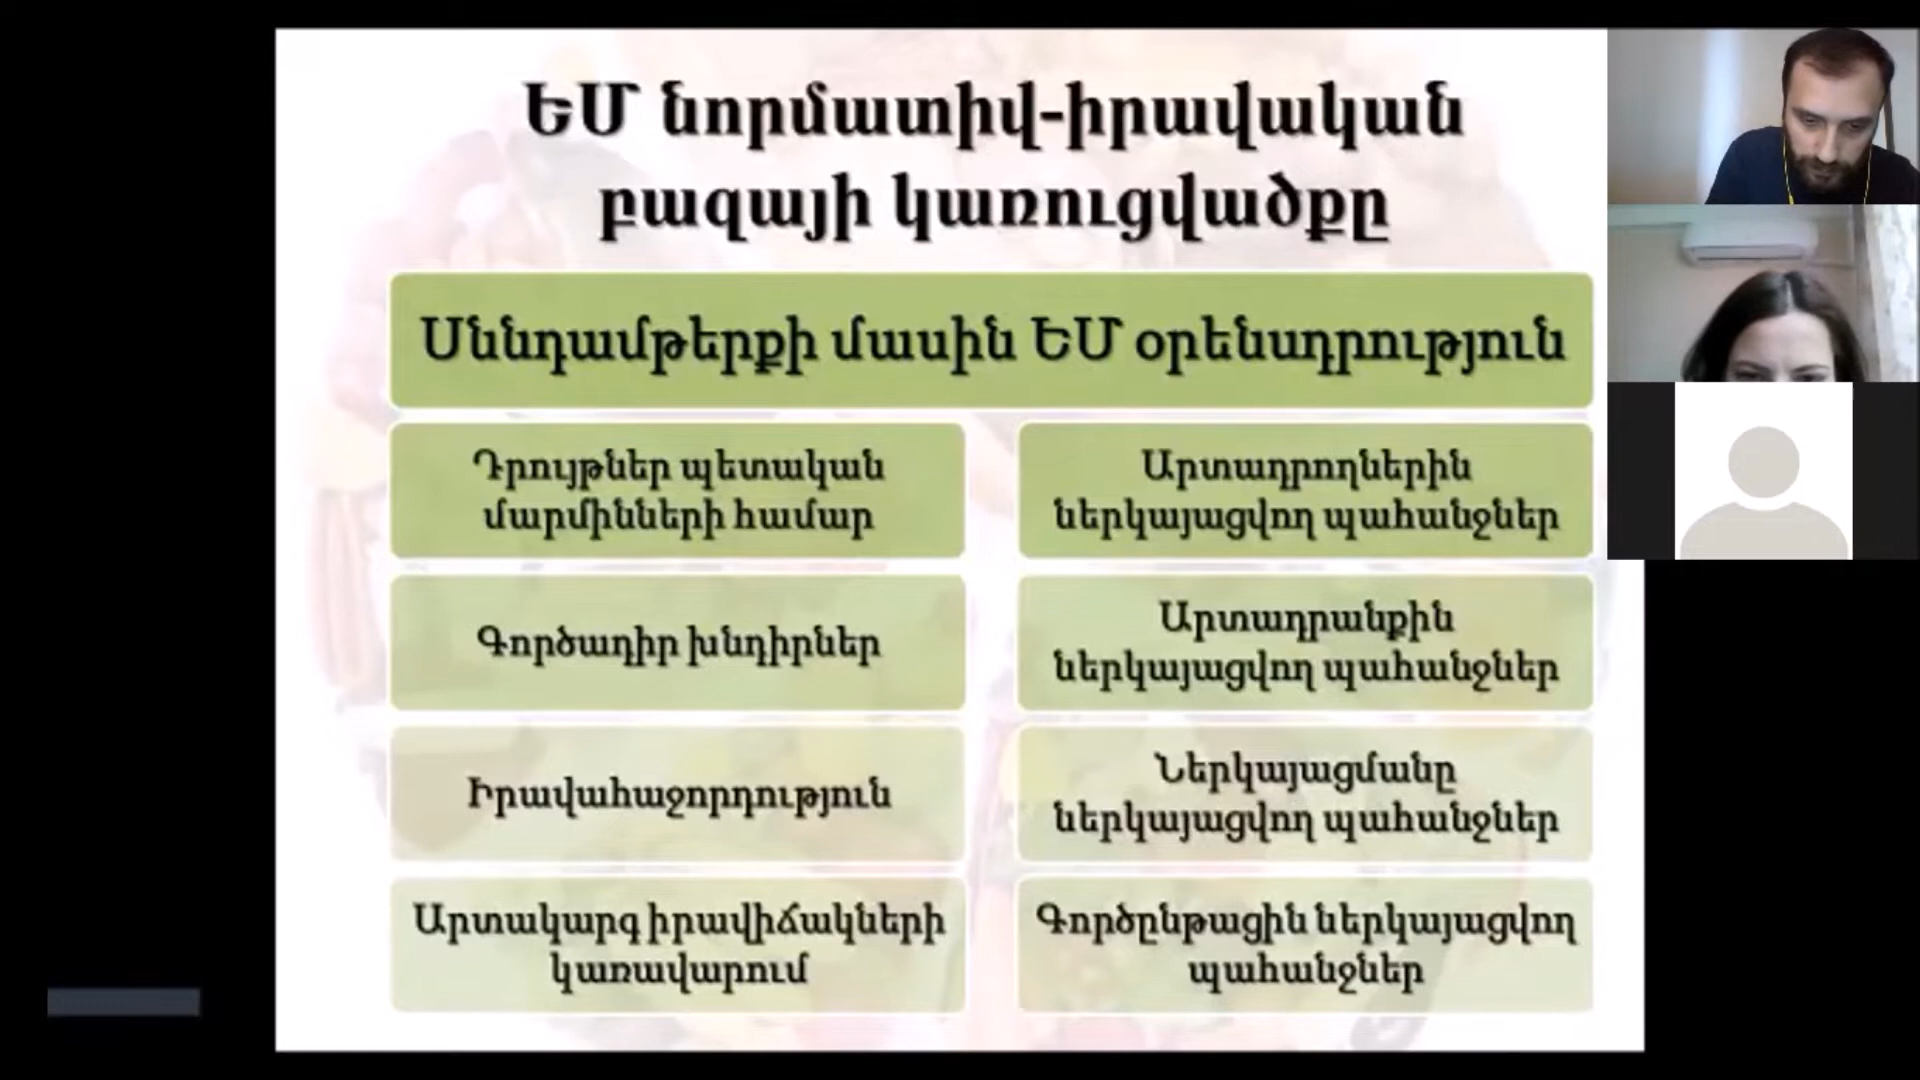 ԵՄ նորմատիվ-իրավական
բազայի կառուցվածքը
Սննդամթերքի մասին ԵՄ օրենսդրություն
Դրույթներ պետական
մարմինների համար
Գործադիր խնդիրներ
Իրավահաջորդություն
Արտակարգ իրավիճակների
կառավարում
Արտադրողներին
ներկայացվող պահանջներ
Արտադրանքին
ներկայացվող պահանջներ
Ներկայացմանը
ներկայացվող պահանջներ
Գործընթացին ներկայացվող
պահանջներ